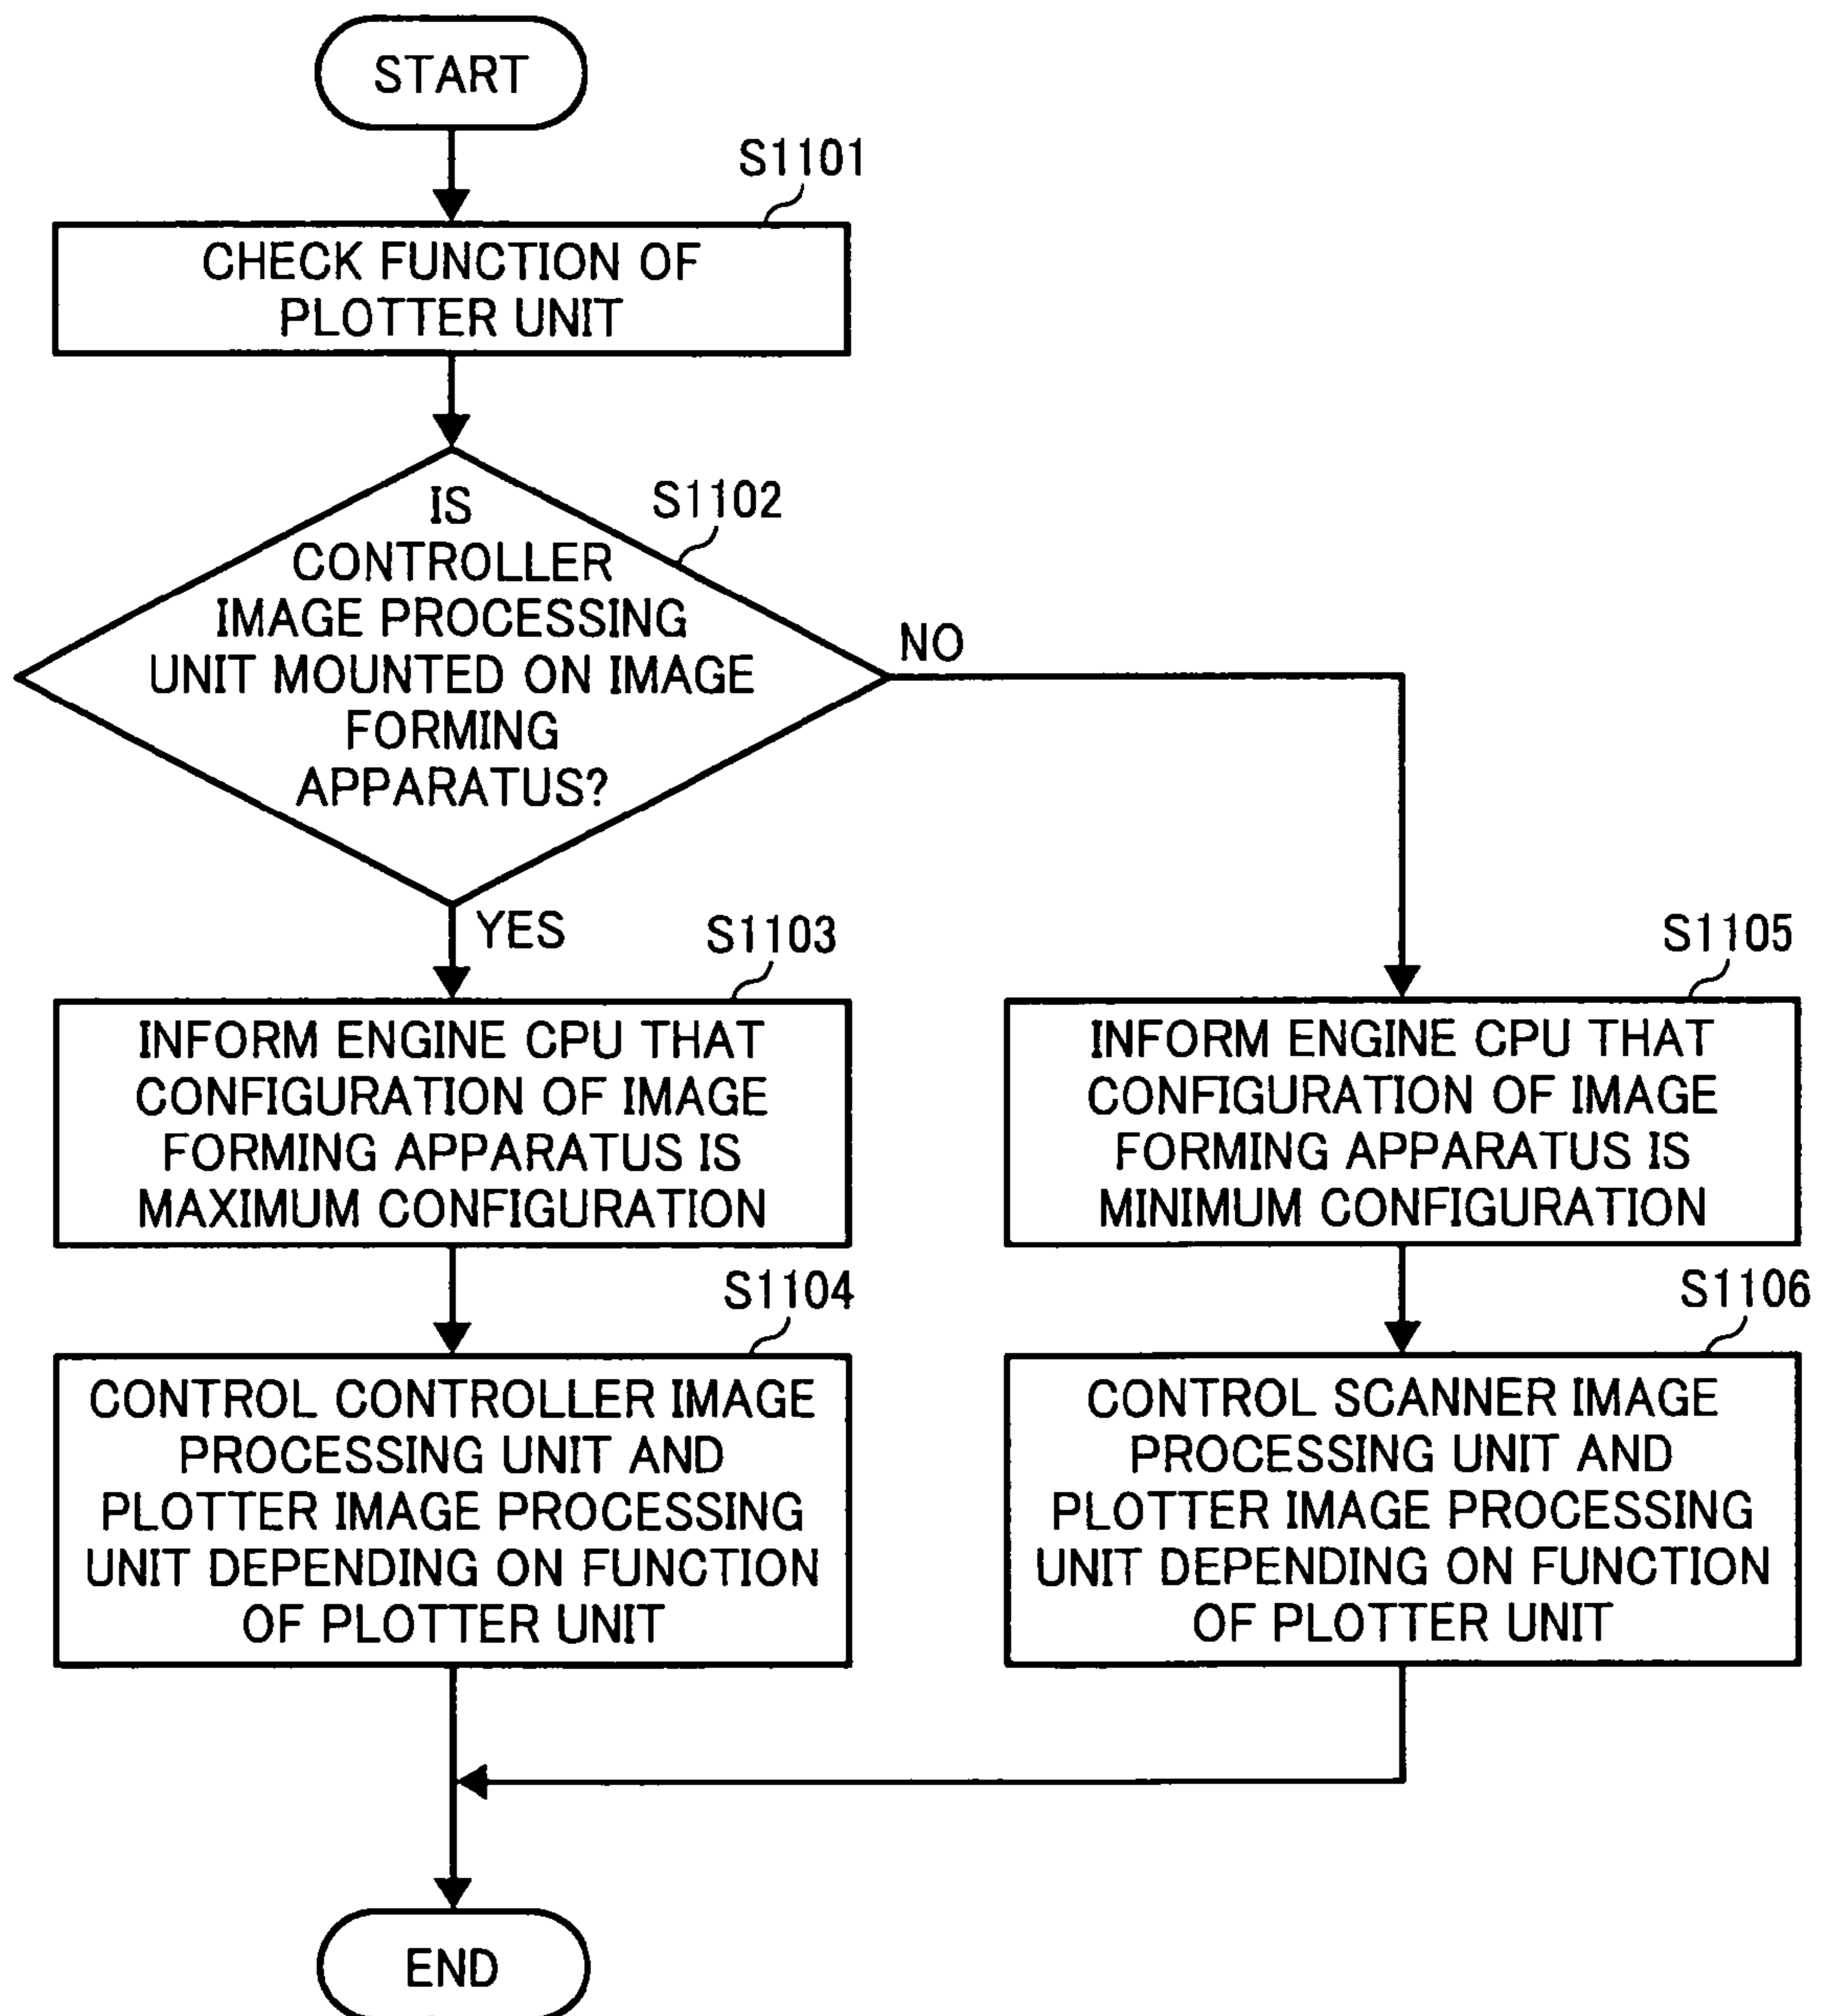 START
S1101
CHECK FUNCTION OF
PLOTTER UNIT
S1102
IS
CONTROLLER
IMAGE PROCESSING
UNIT MOUNTED ON IMAGE
FORMING
APPARATUS?
NO
YES
S1103
INFORM ENGINE CPU THAT
CONFIGURATION OF IMAGE
FORMING APPARATUS IS
MAXIMUM CONFIGURATION
S1105
INFORM ENGINE CPU THAT
CONFIGURATION OF IMAGE
FORMING APPARATUS IS
MINIMUM CONFIGURATION
S1104
CONTROL CONTROLLER IMAGE
PROCESSING UNIT AND
PLOTTER IMAGE PROCESSING
UNIT DEPENDING ON FUNCTION
OF PLOTTER UNIT
S1106
CONTROL SCANNER IMAGE
PROCESSING UNIT AND
PLOTTER IMAGE PROCESSING
UNIT DEPENDING ON FUNCTION
OF PLOTTER UNIT
END